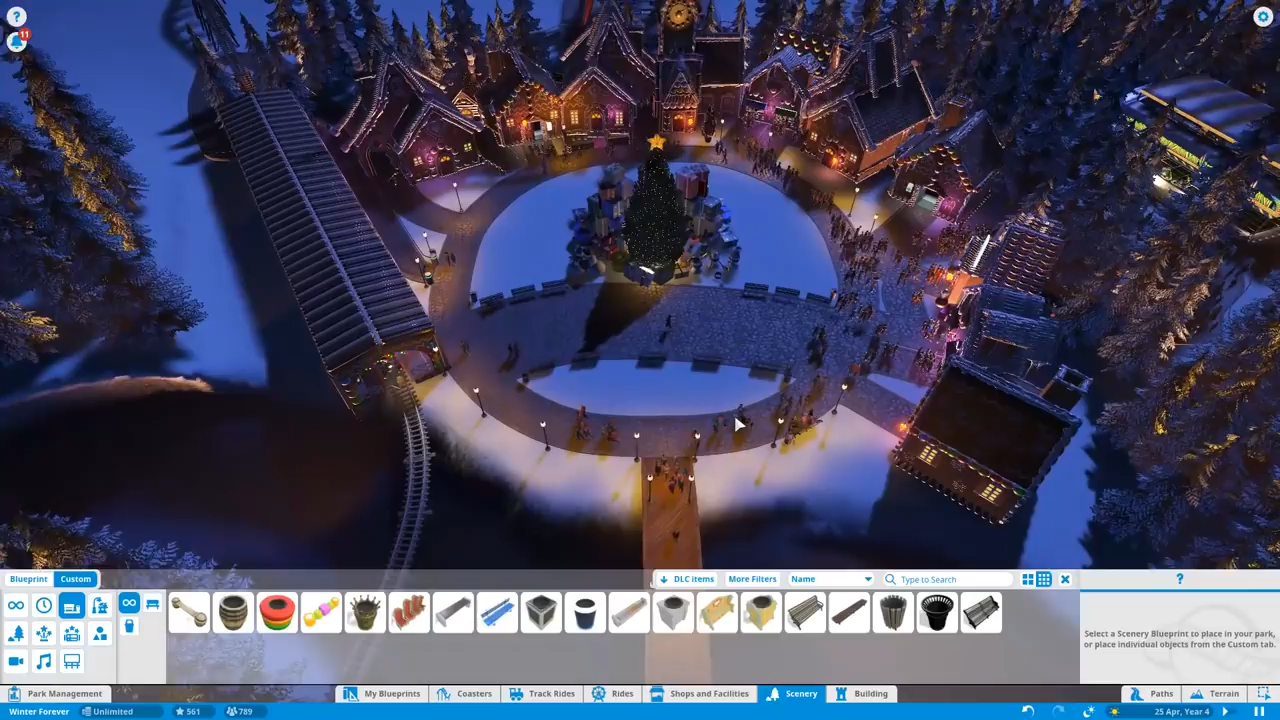 ?
11
Blueprint Custom
DLC items More Filters Name Type to Search ?
Select a Scenery Blueprint to place in your park,
or place individual objects from the Custom tab.
Park Management My Blueprints Coasters Track Rides Rides Shops and Facilities Scenery Building Paths Terrain
Winter Forever Unlimited 561 789 25 Apr, Year 4